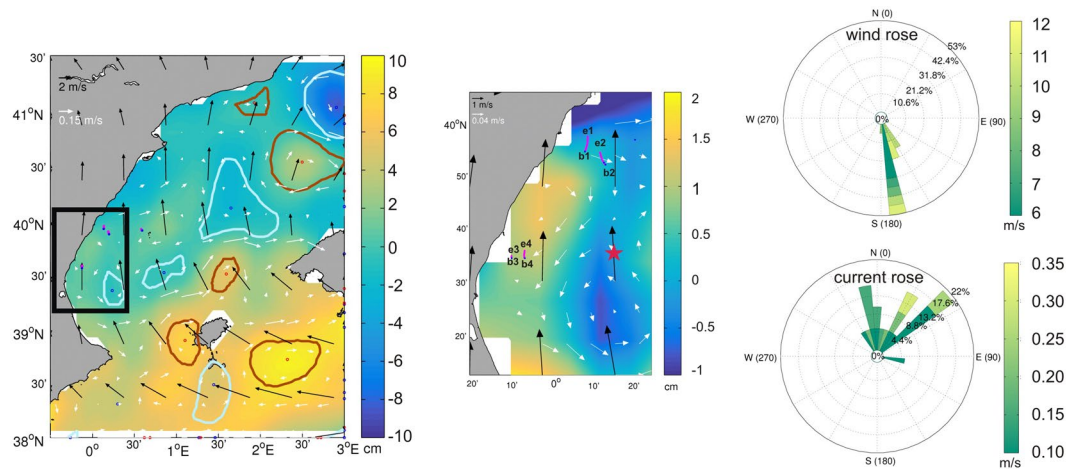 30'
41°N
30'
40°N
30'
39°N
30'
38°N
2 m/s
0.15 m/s
0°
30'
1°E
30'
2°E
30'
3°E
10
8
6
4
2
0
-2
-4
-6
-8
-10
cm
40°N
50'
40'
30'
20'
1 m/s
0.04 m/s
e1
e2
b1
b2
e3
e4
b3
b4
20'
10'
0°
10'
20'
2
1.5
1
0.5
0
-0.5
-1
cm
N (0)
wind rose
53%
42.4%
31.8%
21.2%
10.6%
0%
W (270)
E (90)
S (180)
12
11
10
9
8
7
6
m/s
N (0)
current rose
22%
17.6%
13.2%
8.8%
4.4%
0%
W (270)
E (90)
S (180)
0.35
0.30
0.25
0.20
0.15
0.10
m/s